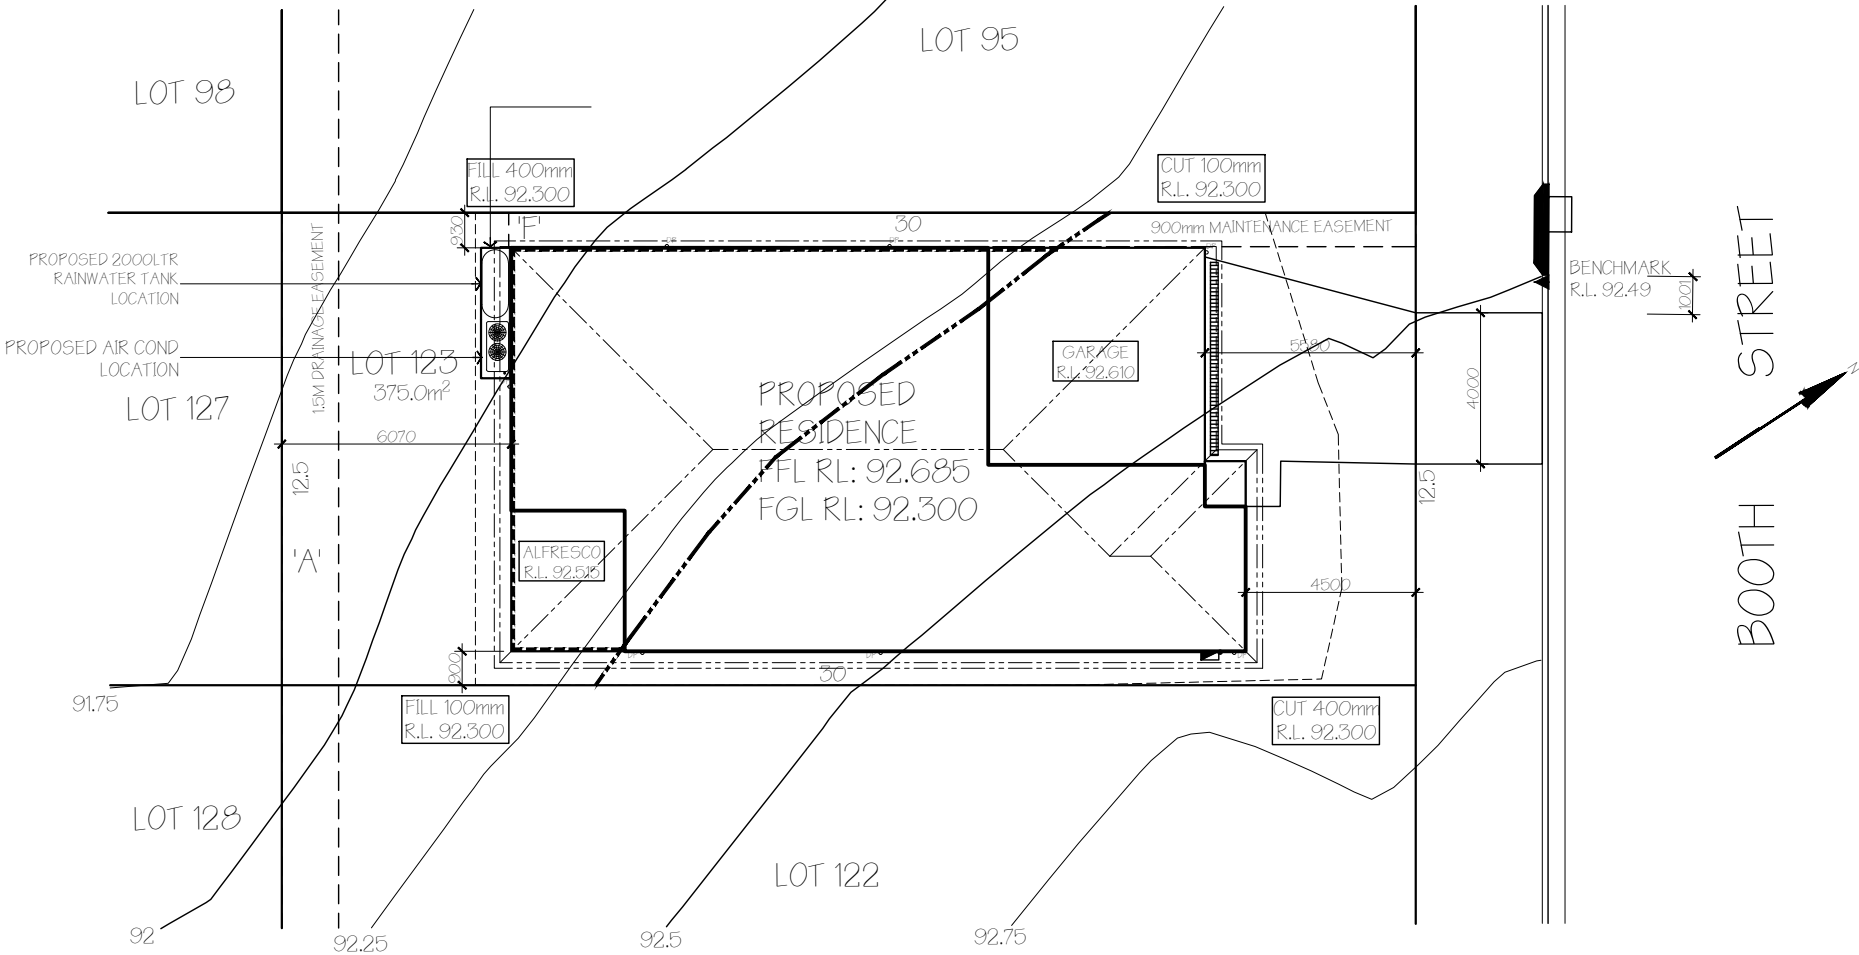 LOT 98
LOT 95
FILL 400mm
R.L. 92.300
CUT 100mm
R.L. 92.300
930
'F'
30
900mm MAINTENANCE EASEMENT
1.5M DRAINAGE EASEMENT
PROPOSED 2000LTR
RAINWATER TANK
LOCATION
PROPOSED AIR COND
LOCATION
LOT 123
375.0m²
LOT 127
6070
12.5
'A'
PROPOSED
RESIDENCE
FFL RL: 92.685
FGL RL: 92.300
GARAGE
R.L. 92.610
ALFRESCO
R.L. 92.515
5580
4000
4500
12.5
BENCHMARK
R.L. 92.49
1001
BOOTH STREET
N
900
30
91.75
FILL 100mm
R.L. 92.300
CUT 400mm
R.L. 92.300
LOT 128
LOT 122
92
92.25
92.5
92.75